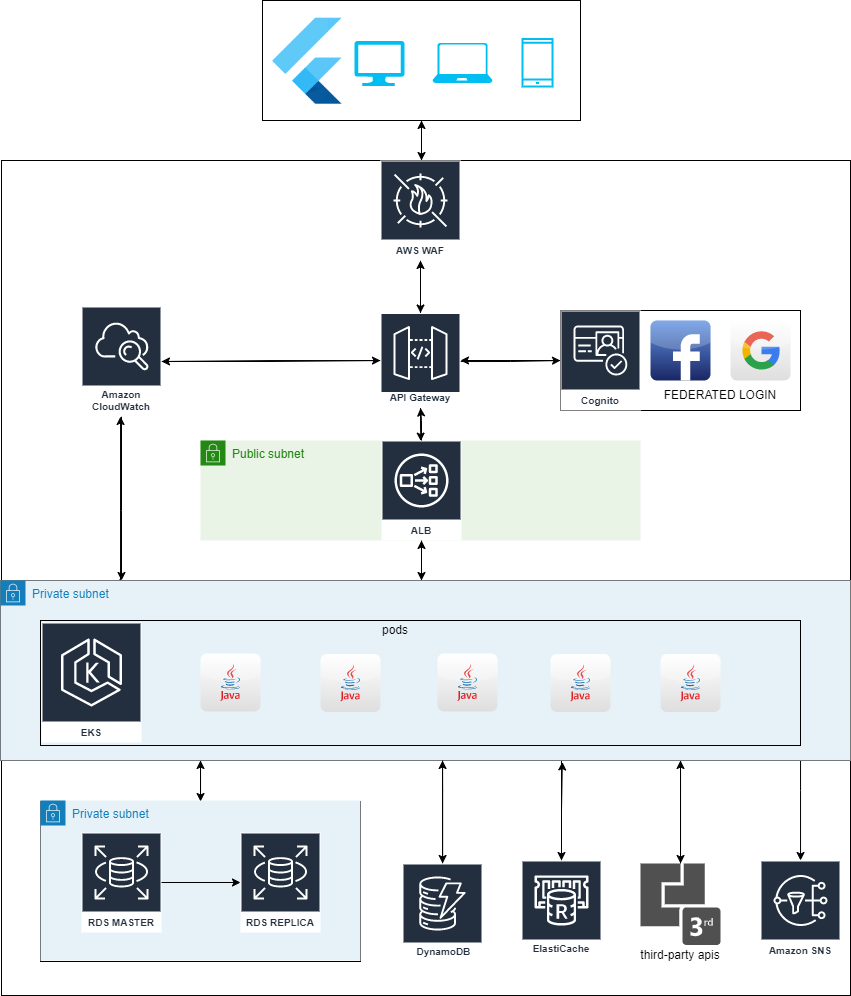 AWS WAF
Amazon
CloudWatch
API Gateway
Cognito
f
G
FEDERATED LOGIN
Public subnet
ALB
Private subnet
pods
K
EKS
Java
Java
Java
Java
Java
Private subnet
RDS MASTER
RDS REPLICA
DynamoDB
R
ElastiCache
3rd
third-party apis
Amazon SNS